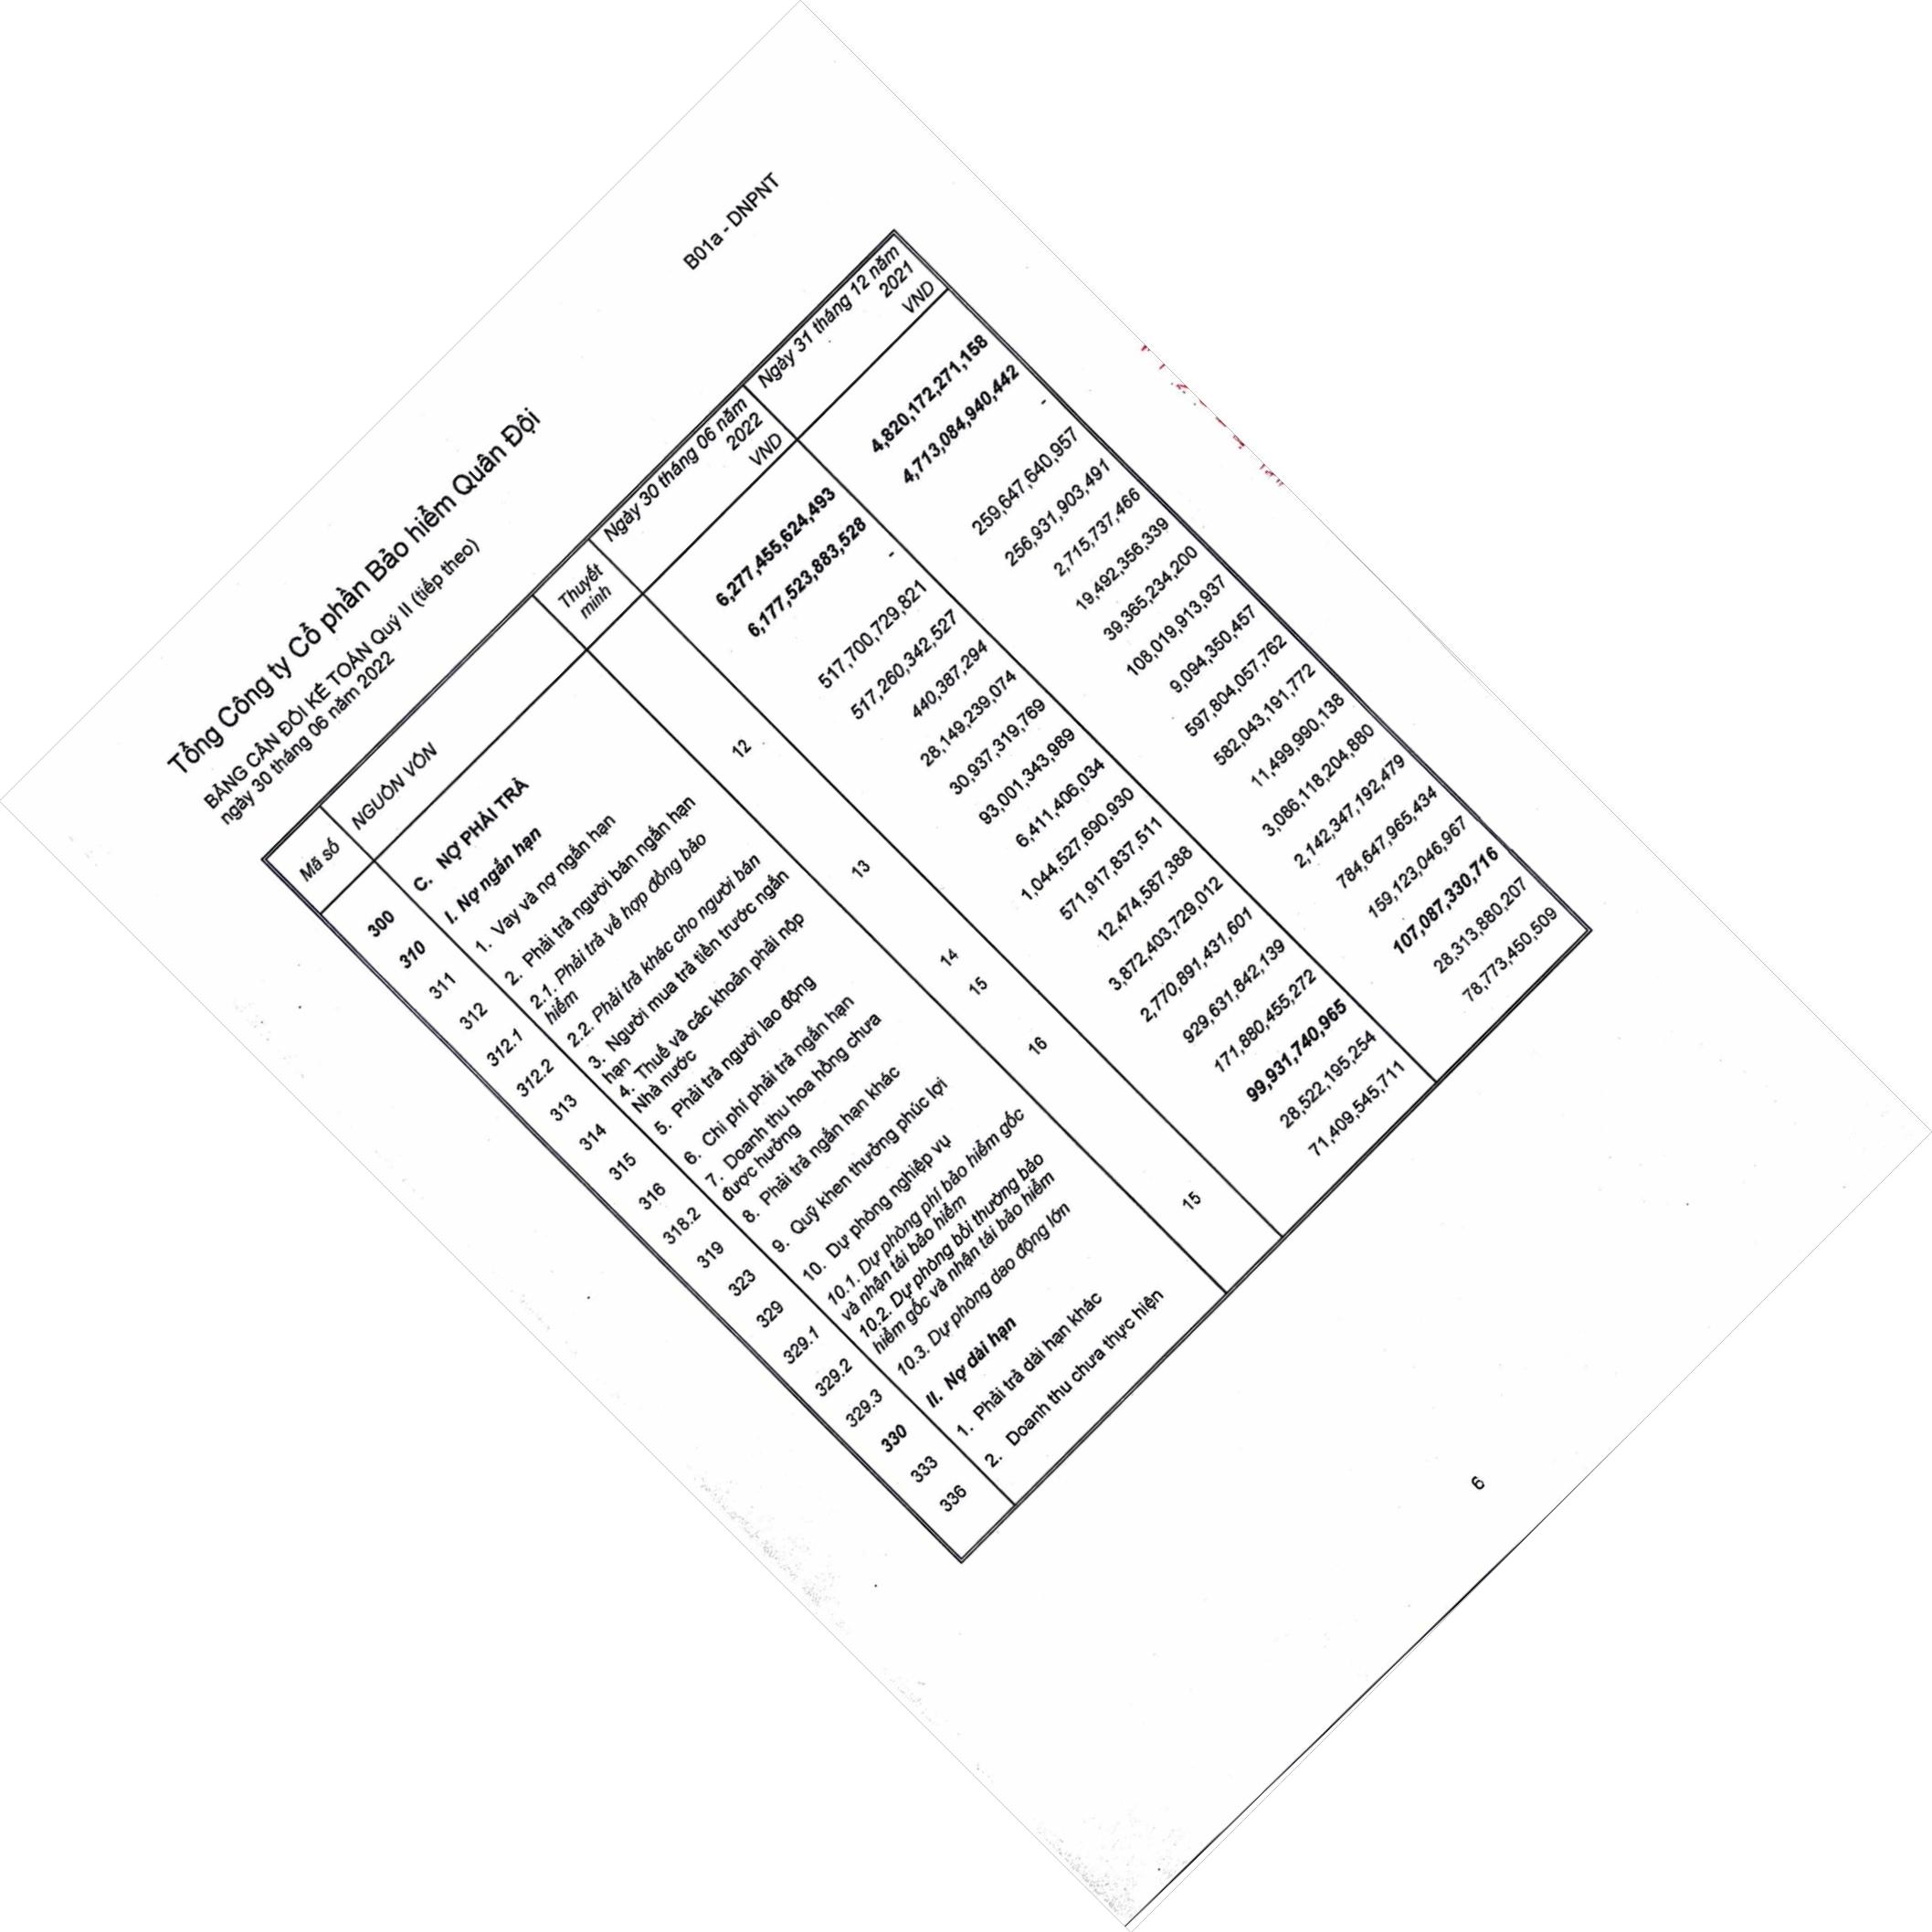 Tổng Công ty Cổ phần Bảo hiểm Quân Đội
BẢNG CÂN ĐỐI KẾ TOÁN Quý II (tiếp theo)
ngày 30 tháng 06 năm 2022
B01a - DNPNT
Mã số NGUỒN VỐN Thuyết minh Ngày 30 tháng 06 năm 2022 VND Ngày 31 tháng 12 năm 2021 VND
300 C. NỢ PHẢI TRẢ 6,277,455,624,493 4,820,172,271,158
310 I. Nợ ngắn hạn 6,177,523,883,528 4,713,084,940,442
311 1. Vay và nợ ngắn hạn - -
312 2. Phải trả người bán ngắn hạn 12 517,700,729,821 259,647,640,957
312.1 2.1. Phải trả về hợp đồng bảo hiểm 517,260,342,527 256,931,903,491
312.2 2.2. Phải trả khác cho người bán 440,387,294 2,715,737,466
313 3. Người mua trả tiền trước ngắn hạn 28,149,239,074 19,492,356,339
314 4. Thuế và các khoản phải nộp Nhà nước 13 30,937,319,769 39,365,234,200
315 5. Phải trả người lao động 93,001,343,989 108,019,913,937
316 6. Chi phí phải trả ngắn hạn 6,411,406,034 9,094,350,457
318.2 7. Doanh thu hoa hồng chưa được hưởng 14 1,044,527,690,930 597,804,057,762
319 8. Phải trả ngắn hạn khác 15 571,917,837,511 582,043,191,772
323 9. Quỹ khen thưởng phúc lợi 12,474,587,388 11,499,990,138
329 10. Dự phòng nghiệp vụ 16 3,872,403,729,012 3,086,118,204,880
329.1 10.1. Dự phòng phí bảo hiểm gốc và nhận tái bảo hiểm 2,770,891,431,601 2,142,347,192,479
329.2 10.2. Dự phòng bồi thường bảo hiểm gốc và nhận tái bảo hiểm 929,631,842,139 784,647,965,434
329.3 10.3. Dự phòng dao động lớn 171,880,455,272 159,123,046,967
330 II. Nợ dài hạn 99,931,740,965 107,087,330,716
333 1. Phải trả dài hạn khác 15 28,522,195,254 28,313,880,207
336 2. Doanh thu chưa thực hiện 71,409,545,711 78,773,450,509
6